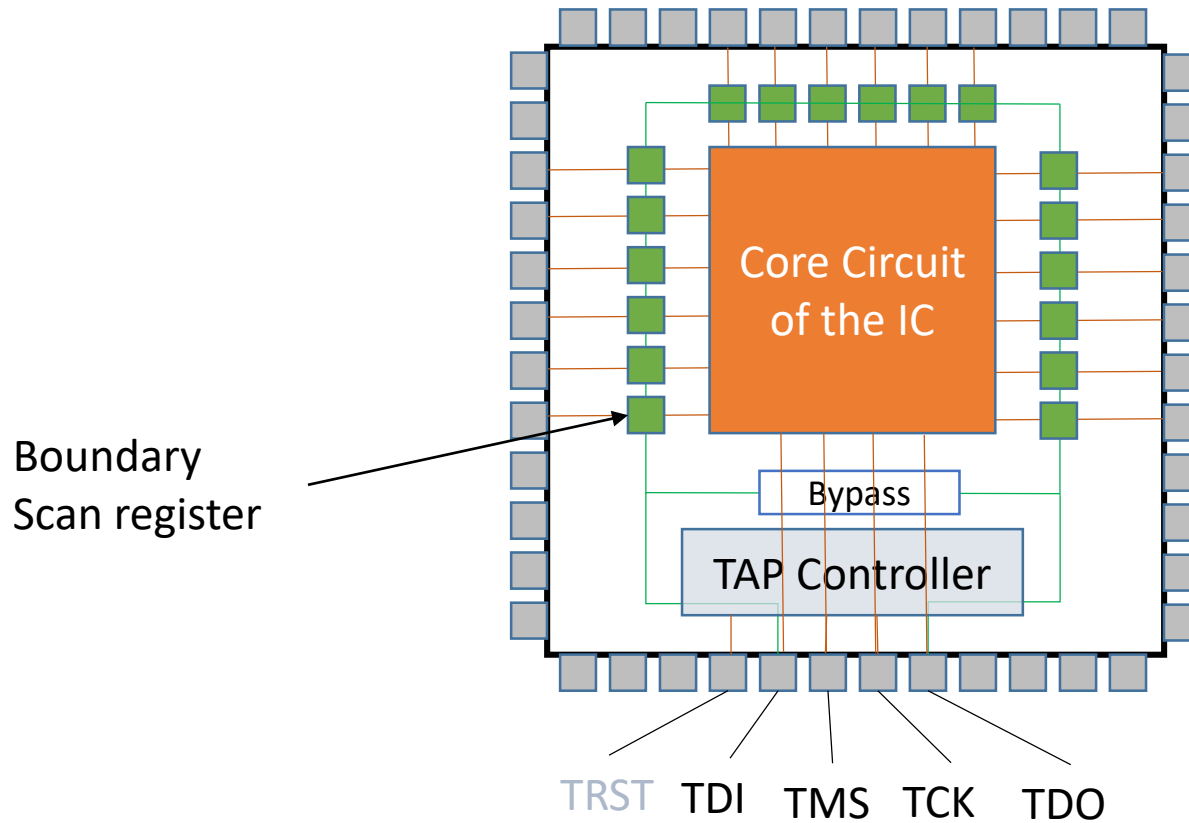 Core Circuit
of the IC
Boundary
Scan register
Bypass
TAP Controller
TRST TDI TMS TCK TDO